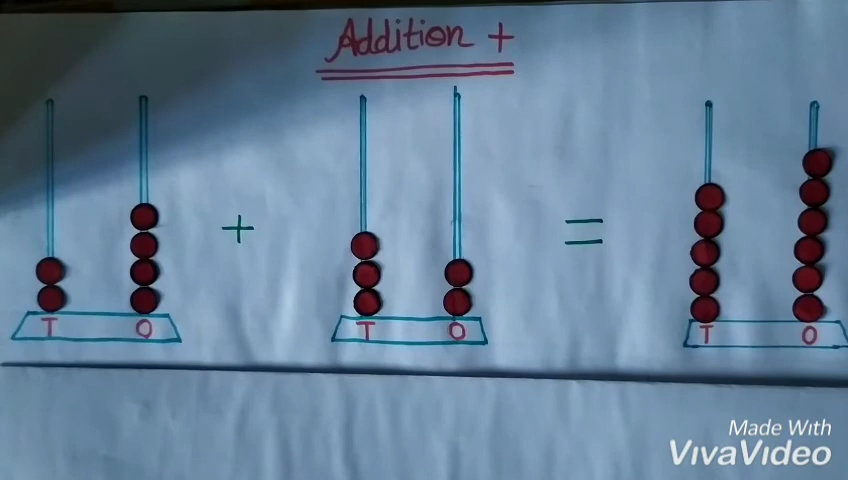 Addition +
+ =
T O T O T O
Made With
VivaVideo